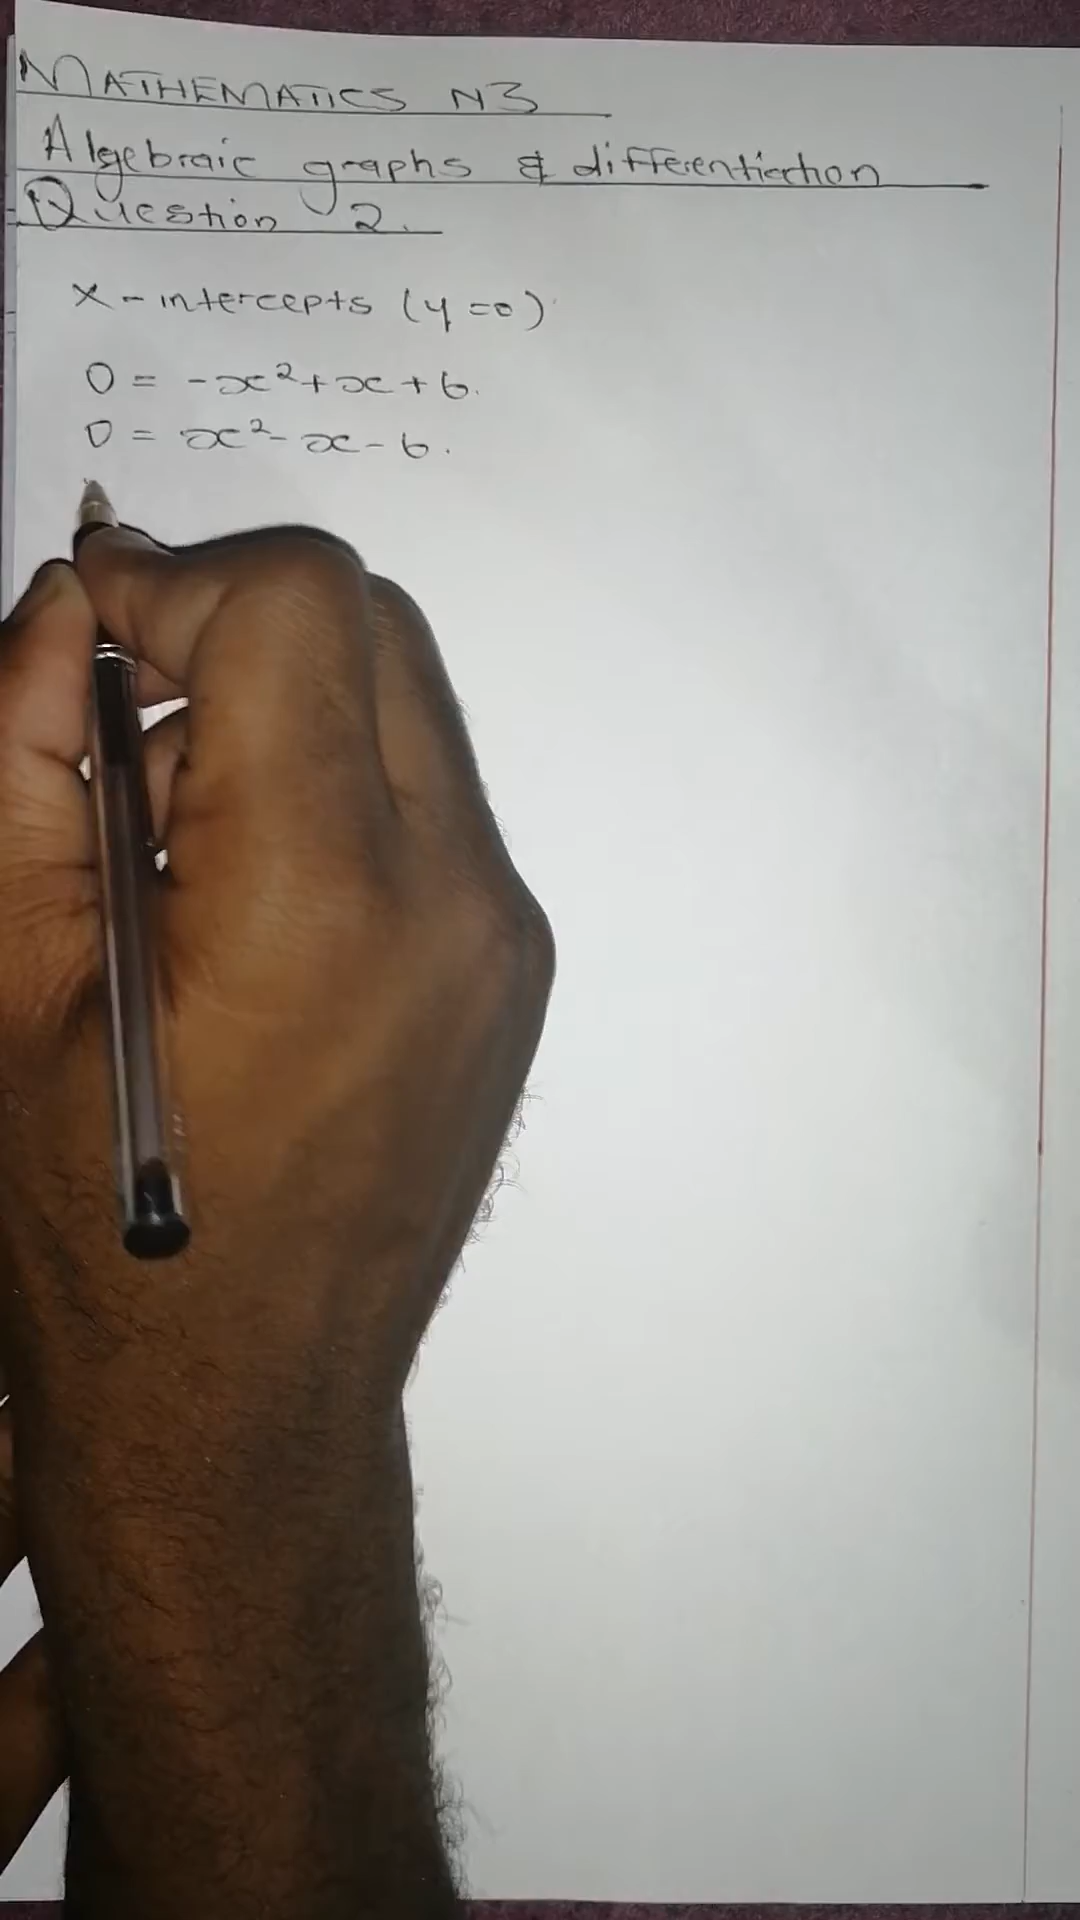 MATHEMATICS N3
Algebraic graphs & differentiation
Question 2.
x-intercepts (y=0)
0 = -x²+x+6.
0 = x²-x-6.